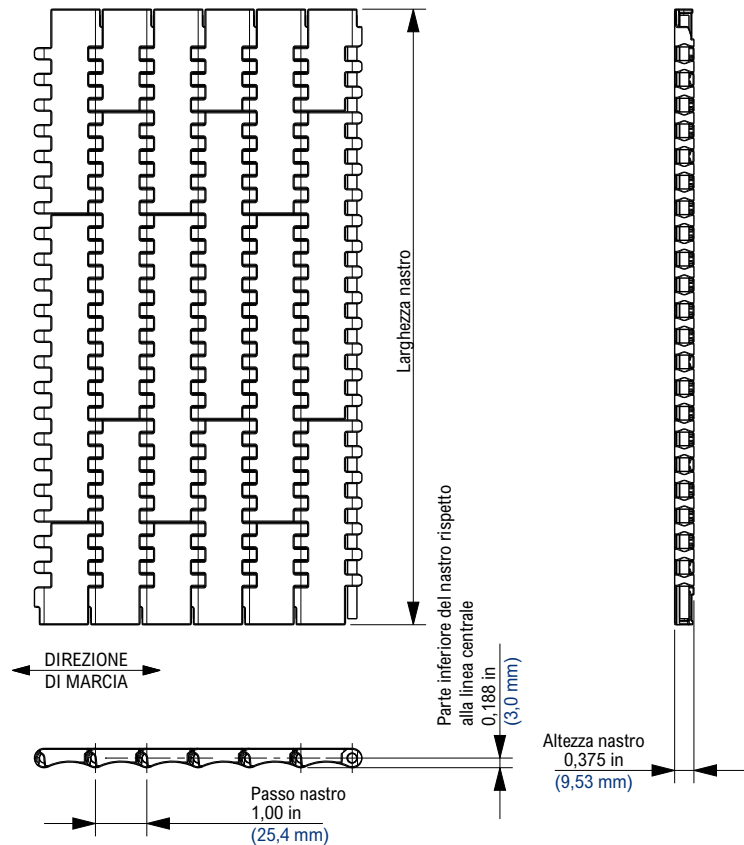 Larghezza nastro
DIREZIONE
DI MARCIA
Parte inferiore del nastro rispetto
alla linea centrale
0,188 in
(3,0 mm)
Altezza nastro
0,375 in
(9,53 mm)
Passo nastro
1,00 in
(25,4 mm)